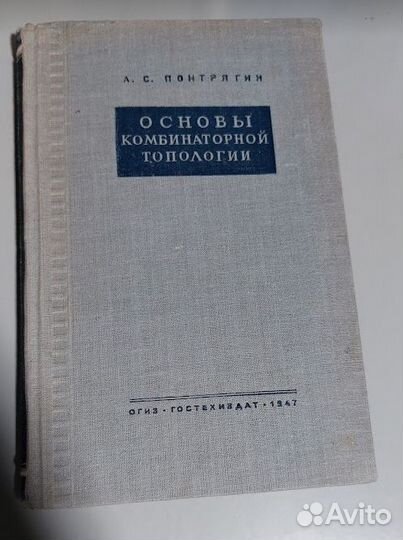 Л. С. ПОНТРЯГИН
ОСНОВЫ
КОМБИНАТОРНОЙ
ТОПОЛОГИИ
ОГИЗ • ГОСТЕХИЗДАТ • 1947
Avito